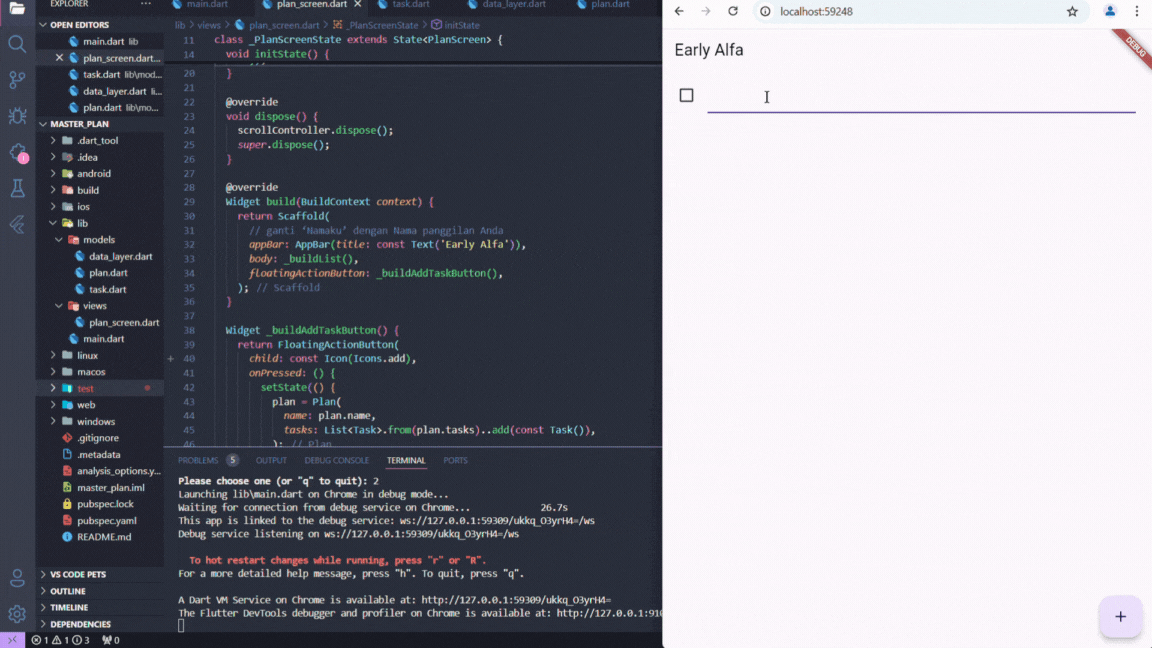 EXPLORER
···
OPEN EDITORS
main.dart lib
plan_screen.dart...
task.dart lib\mod...
data_layer.dart li...
plan.dart lib\mo...
MASTER_PLAN
.dart_tool
.idea
android
build
ios
lib
models
data_layer.dart
plan.dart
task.dart
views
plan_screen.dart
main.dart
linux
macos
test
web
windows
.gitignore
.metadata
analysis_options.y...
master_plan.iml
pubspec.lock
pubspec.yaml
README.md
VS CODE PETS
OUTLINE
TIMELINE
DEPENDENCIES
1 1 3 0
main.dart plan_screen.dart task.dart data_layer.dart plan.dart
lib > views > plan_screen.dart > _PlanScreenState > initState
11 class _PlanScreenState extends State<PlanScreen> {
14 void initState() {
20 }
21
22 @override
23 void dispose() {
24 scrollController.dispose();
25 super.dispose();
26 }
27
28 @override
29 Widget build(BuildContext context) {
30 return Scaffold(
31 // ganti ‘Namaku’ dengan Nama panggilan Anda
32 appBar: AppBar(title: const Text('Early Alfa')),
33 body: _buildList(),
34 floatingActionButton: _buildAddTaskButton(),
35 ); // Scaffold
36 }
37
38 Widget _buildAddTaskButton() {
39 return FloatingActionButton(
40 child: const Icon(Icons.add),
41 onPressed: () {
42 setState(() {
43 plan = Plan(
44 name: plan.name,
45 tasks: List<Task>.from(plan.tasks)..add(const Task()),
46 ); // Plan
PROBLEMS 5 OUTPUT DEBUG CONSOLE TERMINAL PORTS
Please choose one (or "q" to quit): 2
Launching lib\main.dart on Chrome in debug mode...
Waiting for connection from debug service on Chrome... 26.7s
This app is linked to the debug service: ws://127.0.0.1:59309/ukkq_O3yrH4=/ws
Debug service listening on ws://127.0.0.1:59309/ukkq_O3yrH4=/ws
To hot restart changes while running, press "r" or "R".
For a more detailed help message, press "h". To quit, press "q".
A Dart VM Service on Chrome is available at: http://127.0.0.1:59309/ukkq_O3yrH4=
The Flutter DevTools debugger and profiler on Chrome is available at: http://127.0.0.1:910
localhost:59248
Early Alfa
DEBUG